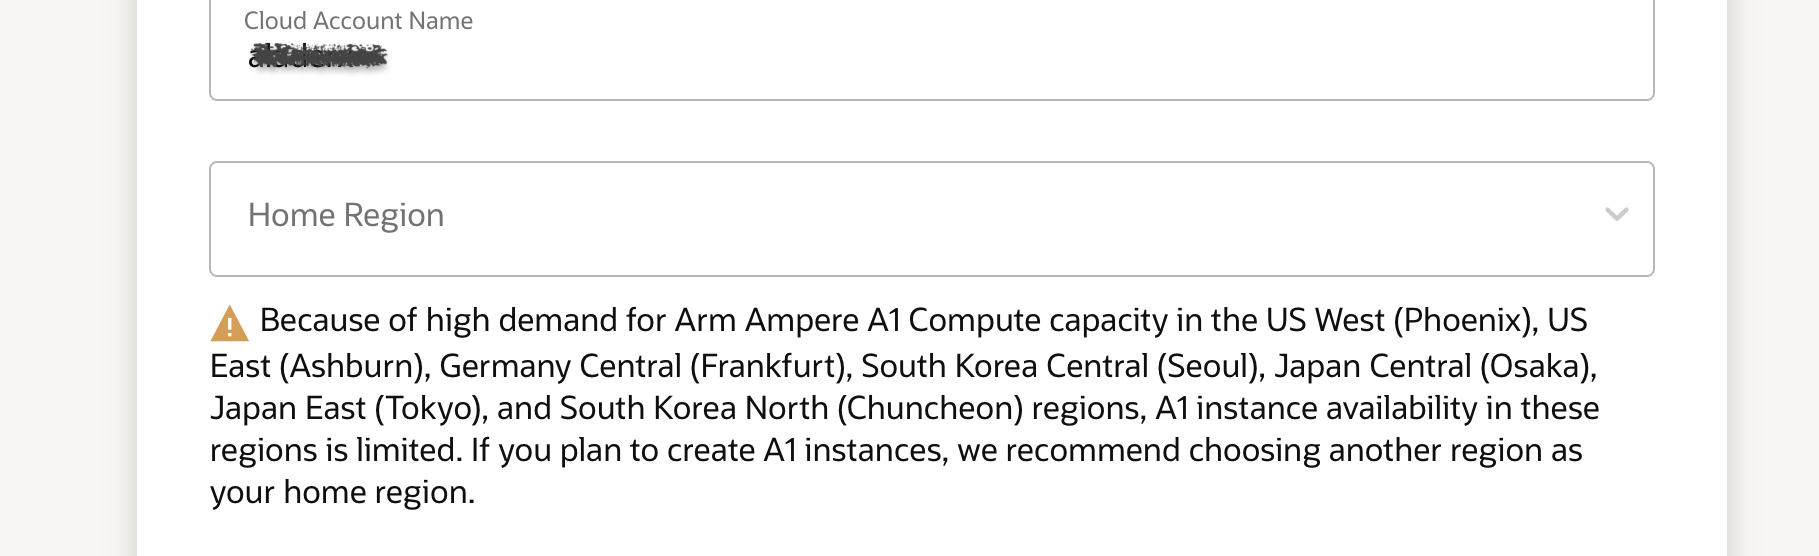 Cloud Account Name
Home Region
Because of high demand for Arm Ampere A1 Compute capacity in the US West (Phoenix), US
East (Ashburn), Germany Central (Frankfurt), South Korea Central (Seoul), Japan Central (Osaka),
Japan East (Tokyo), and South Korea North (Chuncheon) regions, A1 instance availability in these
regions is limited. If you plan to create A1 instances, we recommend choosing another region as
your home region.